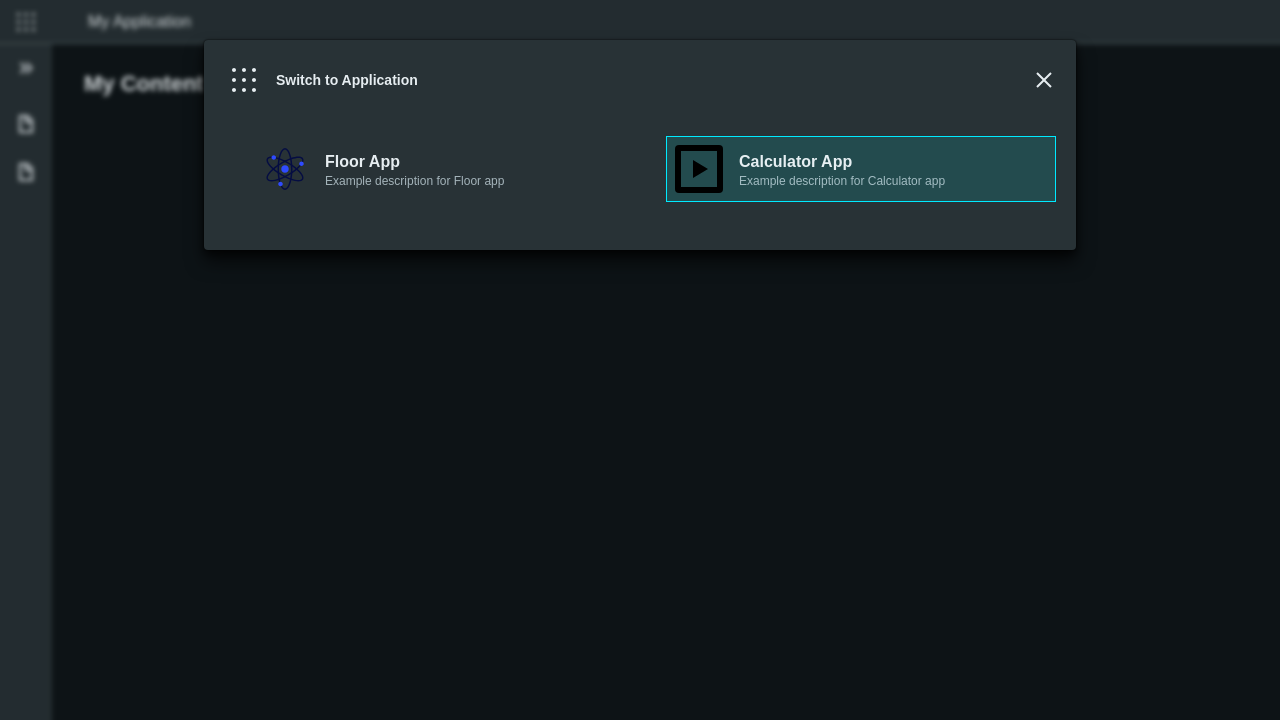 My Application
My Content
Switch to Application
Floor App
Example description for Floor app
Calculator App
Example description for Calculator app